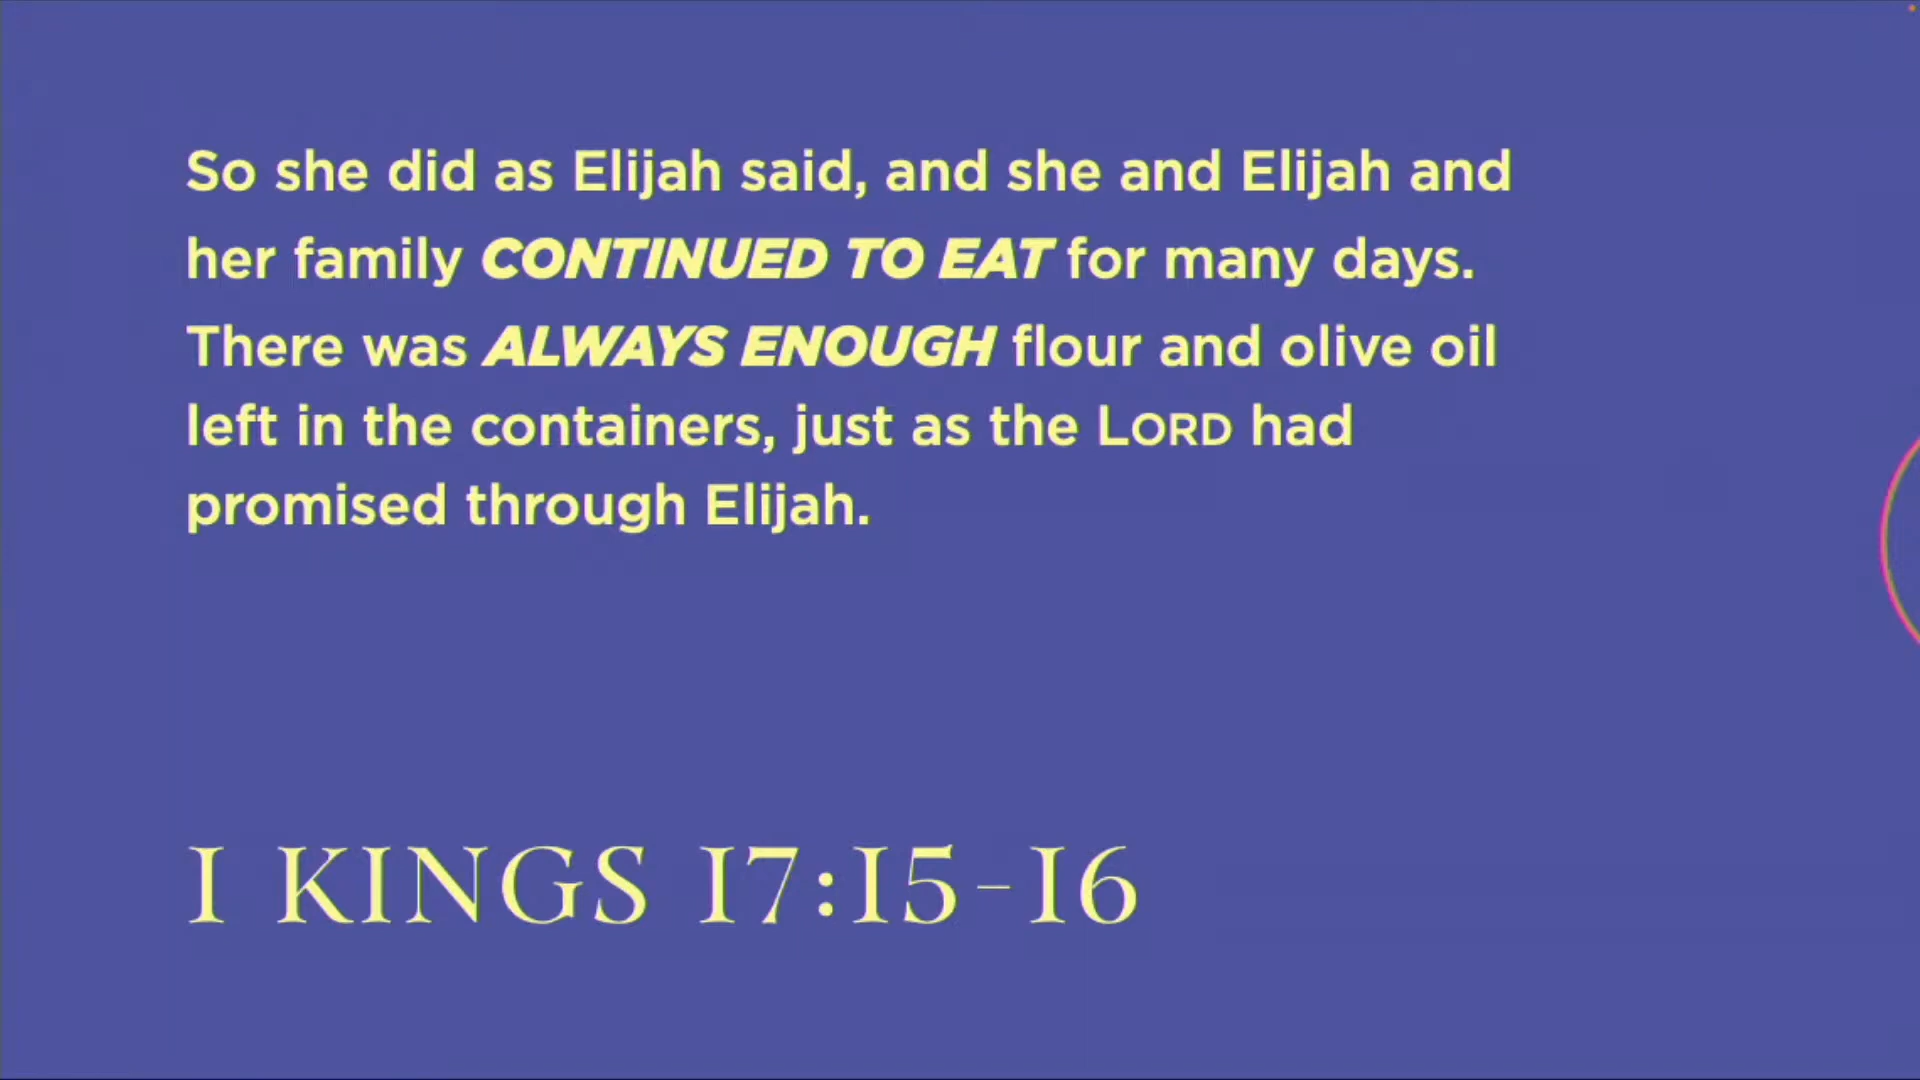 So she did as Elijah said, and she and Elijah and
her family CONTINUED TO EAT for many days.
There was ALWAYS ENOUGH flour and olive oil
left in the containers, just as the LORD had
promised through Elijah.
I KINGS 17:15-16